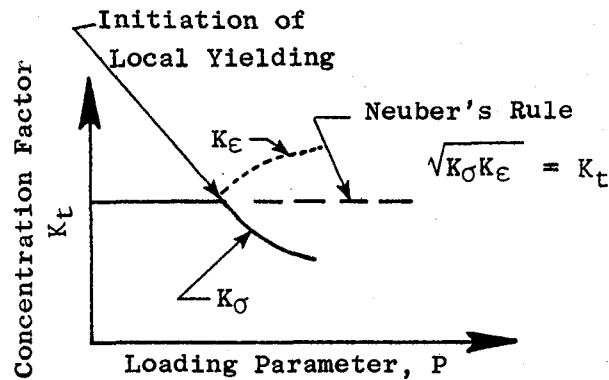 Initiation of
Local Yielding
Neuber's Rule
Kε
√KσKε = Kt
Concentration Factor
Kt
Kσ
Loading Parameter, P